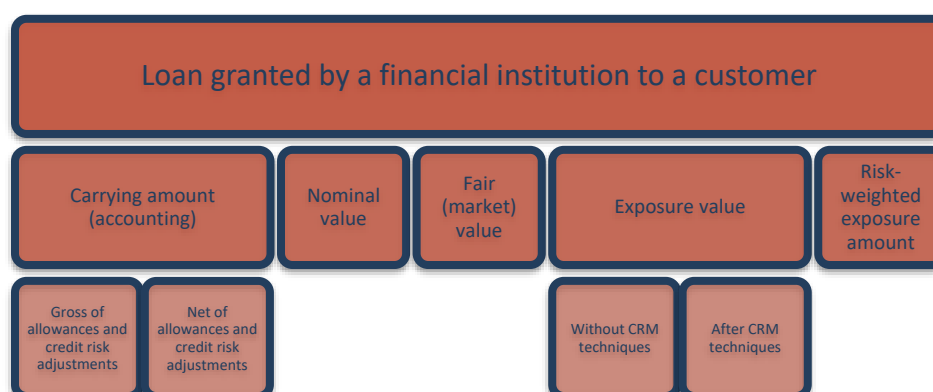 Loan granted by a financial institution to a customer
Carrying amount
(accounting)
Nominal
value
Fair
(market)
value
Exposure value
Risk-
weighted
exposure
amount
Gross of
allowances and
credit risk
adjustments
Net of
allowances and
credit risk
adjustments
Without CRM
techniques
After CRM
techniques